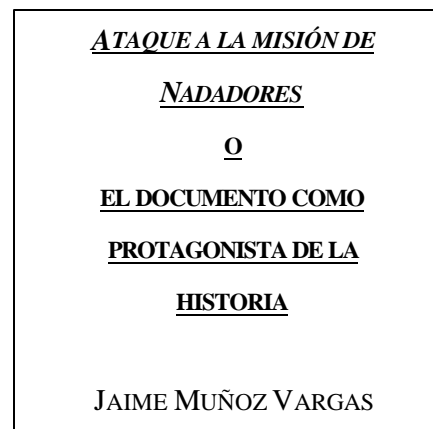 ATAQUE A LA MISIÓN DE
NADADORES
O
EL DOCUMENTO COMO
PROTAGONISTA DE LA
HISTORIA
JAIME MUÑOZ VARGAS